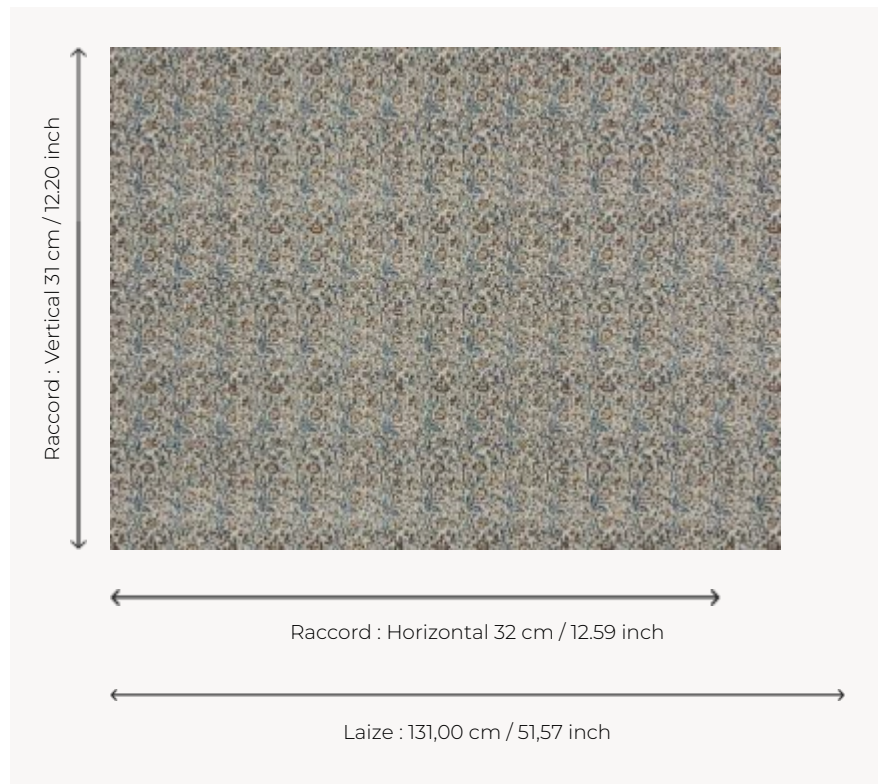 Raccord : Vertical 31 cm / 12.20 inch
Raccord : Horizontal 32 cm / 12.59 inch
Laize : 131,00 cm / 51,57 inch